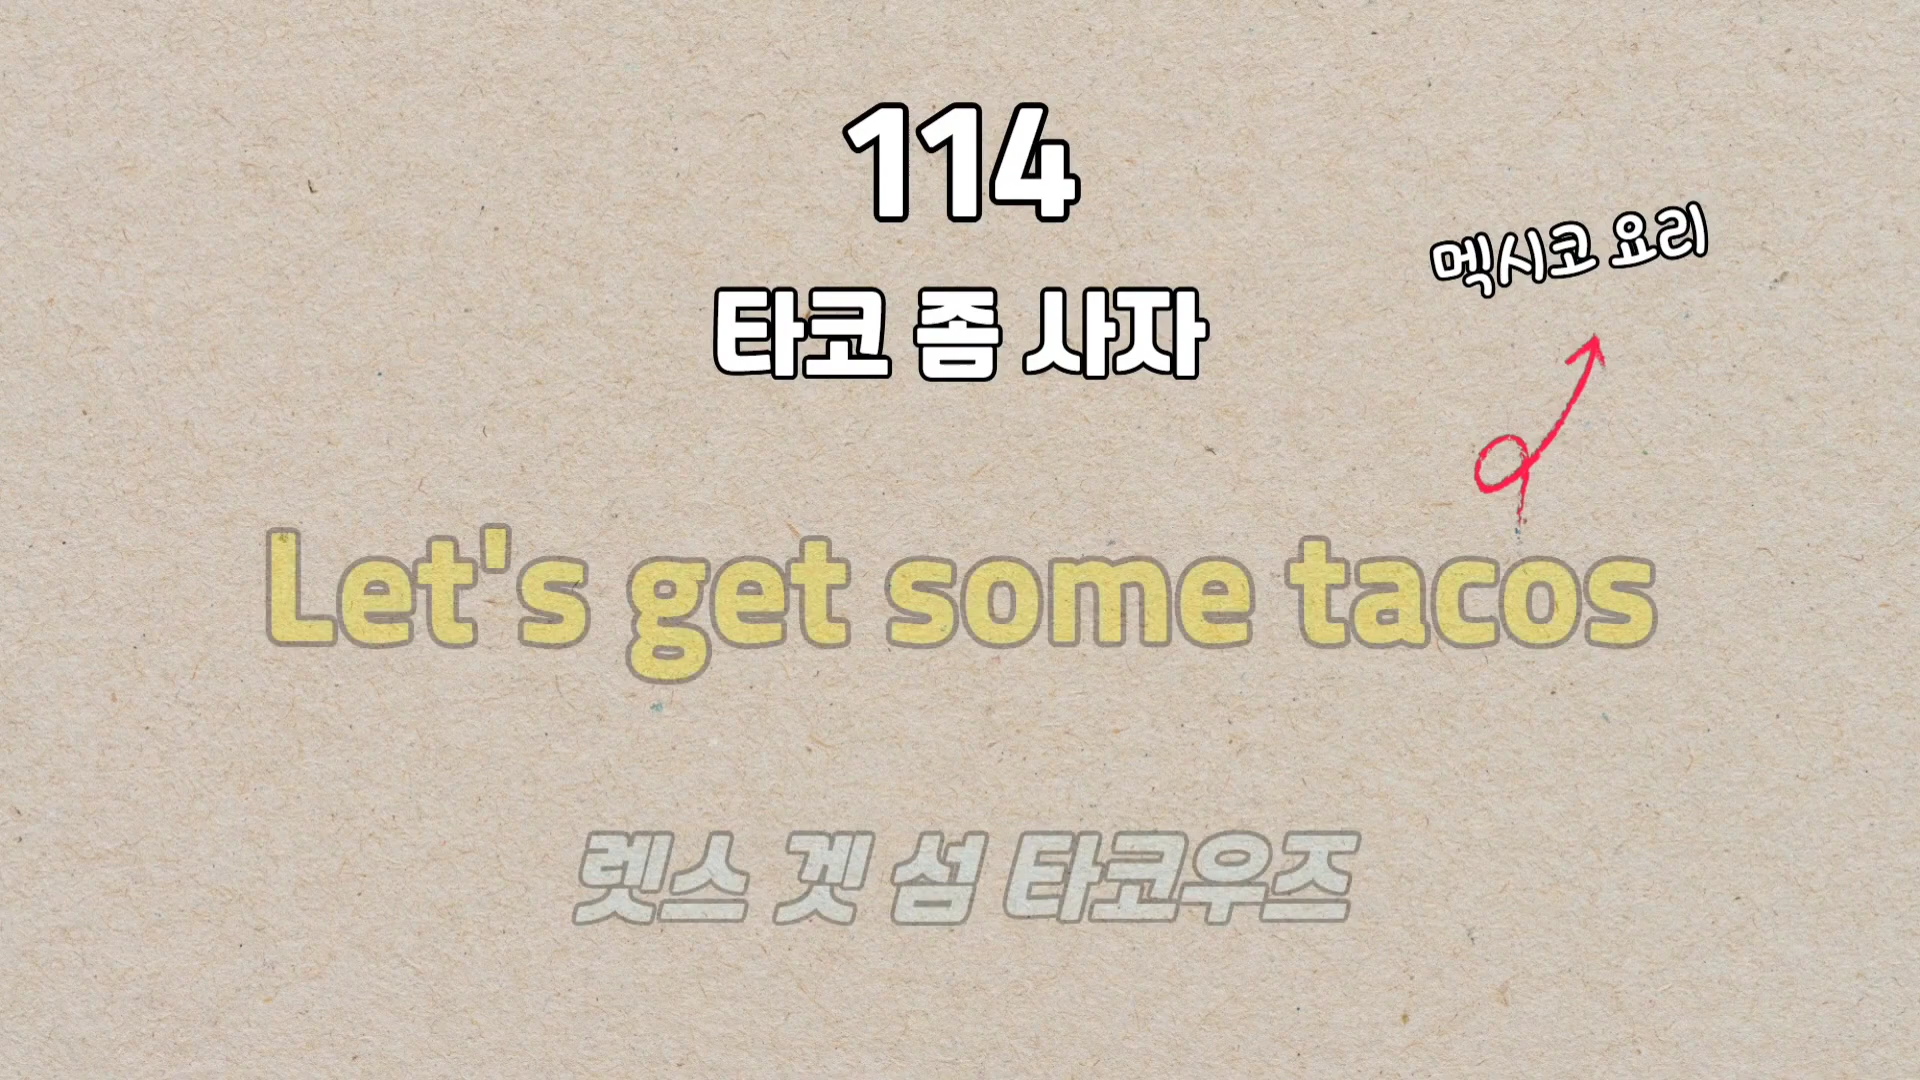 114
멕시코 요리
타코 좀 사자
Let's get some tacos
렛스 겟 섬 타코우즈